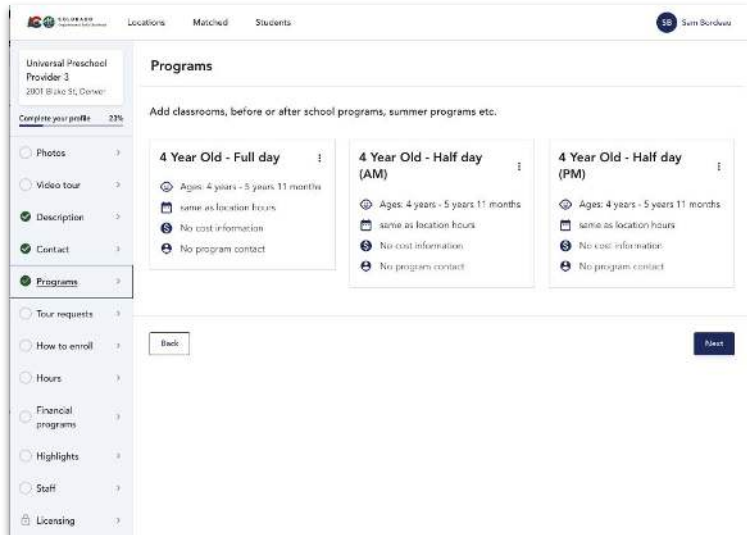 COLORADO
Locations Matched Students
SB Sam Bordeau
Universal Preschool
Provider 3
2001 Blake St, Denver
Complete your profile 23%
Photos
Video tour
Description
Contact
Programs
Tour requests
How to enroll
Hours
Financial
programs
Highlights
Staff
Licensing
Programs
Add classrooms, before or after school programs, summer programs etc.
4 Year Old - Full day
Ages: 4 years - 5 years 11 months
same as location hours
No cost information
No program contact
4 Year Old - Half day
(AM)
Ages: 4 years - 5 years 11 months
same as location hours
No cost information
No program contact
4 Year Old - Half day
(PM)
Ages: 4 years - 5 years 11 months
same as location hours
No cost information
No program contact
Back
Next